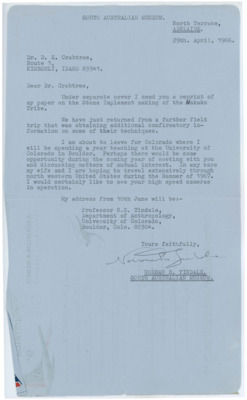 SOUTH AUSTRALIAN MUSEUM,
North Terrace,
ADELAIDE.
29th. April, 1966.
Dr. D. E. Crabtree,
Route 1,
KIMBERLY, IDAHO 83341.
Dear Dr. Crabtree,
Under separate cover I send you a reprint of
my paper on the Stone Implement making of the
Tribe.
We have just returned from a further field
trip that was obtaining additional confirmatory infor-
mation on some of their techniques.
I am about to leave for Colorado where I
will be spending a year teaching at the University of
Colorado in Boulder. Perhaps there would be some
opportunity during the coming year of meeting with you
and discussing matters of mutual interest. In any case
my wife and I are hoping to travel extensively through
north western United States during the Summer of 1967.
I would certainly like to see your high speed cameras
in operation.
My address from 10th June will be:-
Professor N.B. Tindale,
Department of Anthropology,
University of Colorado,
Boulder, Colo. 80304.
Yours faithfully,
NORMAN B. TINDALE,
SOUTH AUSTRALIAN MUSEUM.